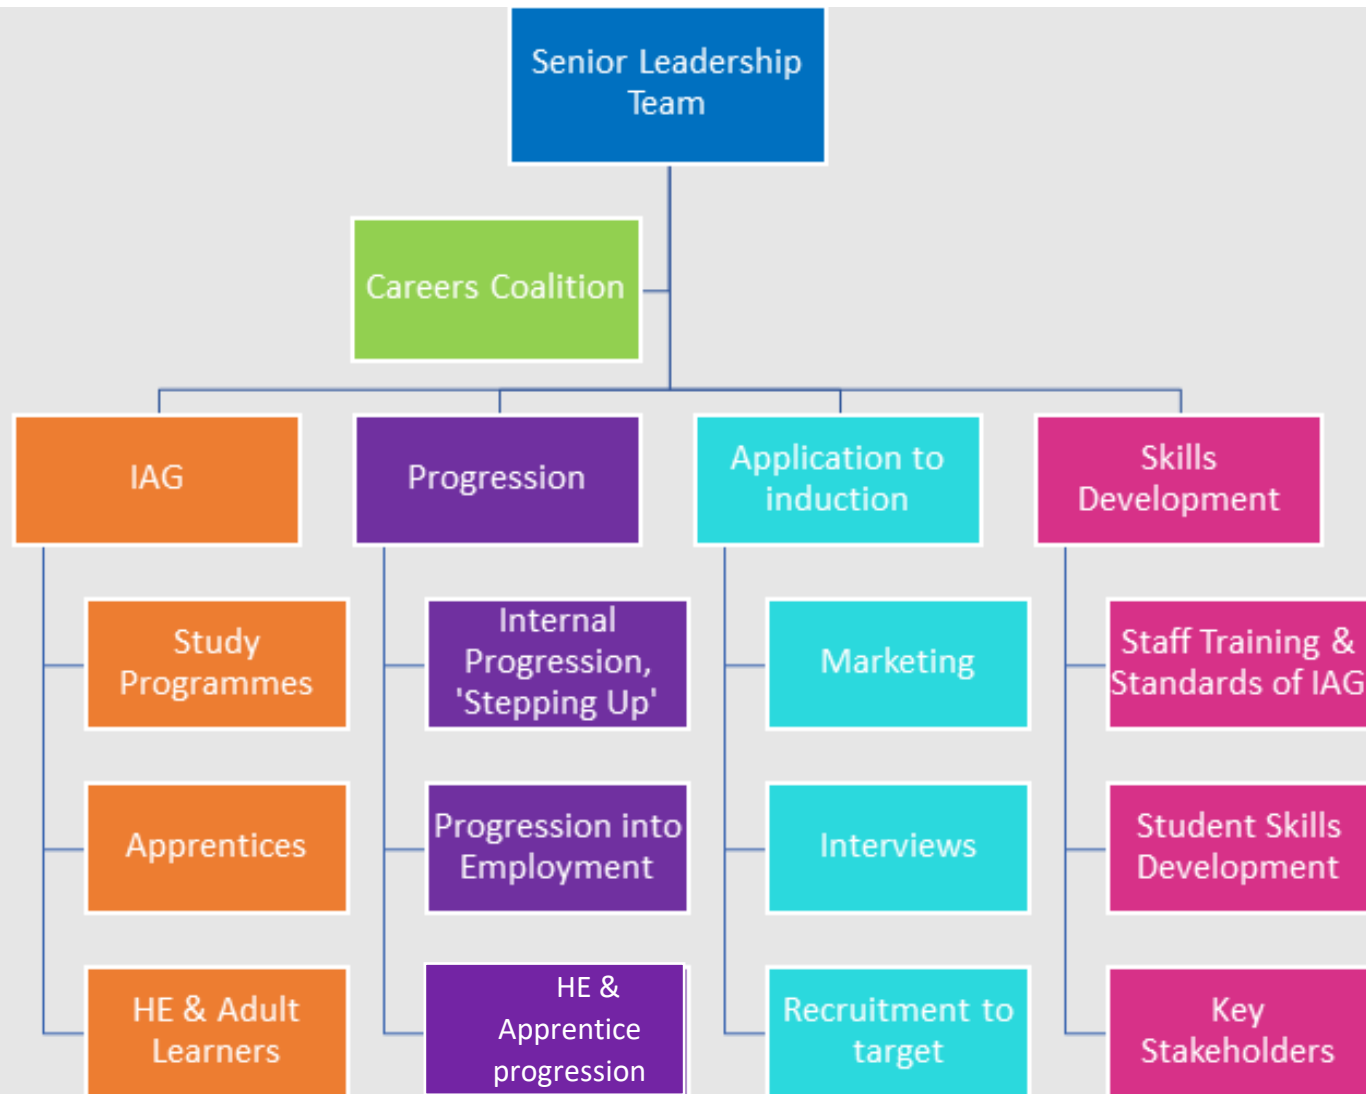 Senior Leadership
Team
Careers Coalition
IAG
Progression
Application to
induction
Skills
Development
Study
Programmes
Internal
Progression,
'Stepping Up'
Marketing
Staff Training &
Standards of IAG
Apprentices
Progression into
Employment
Interviews
Student Skills
Development
HE & Adult
Learners
HE &
Apprentice
progression
Recruitment to
target
Key
Stakeholders